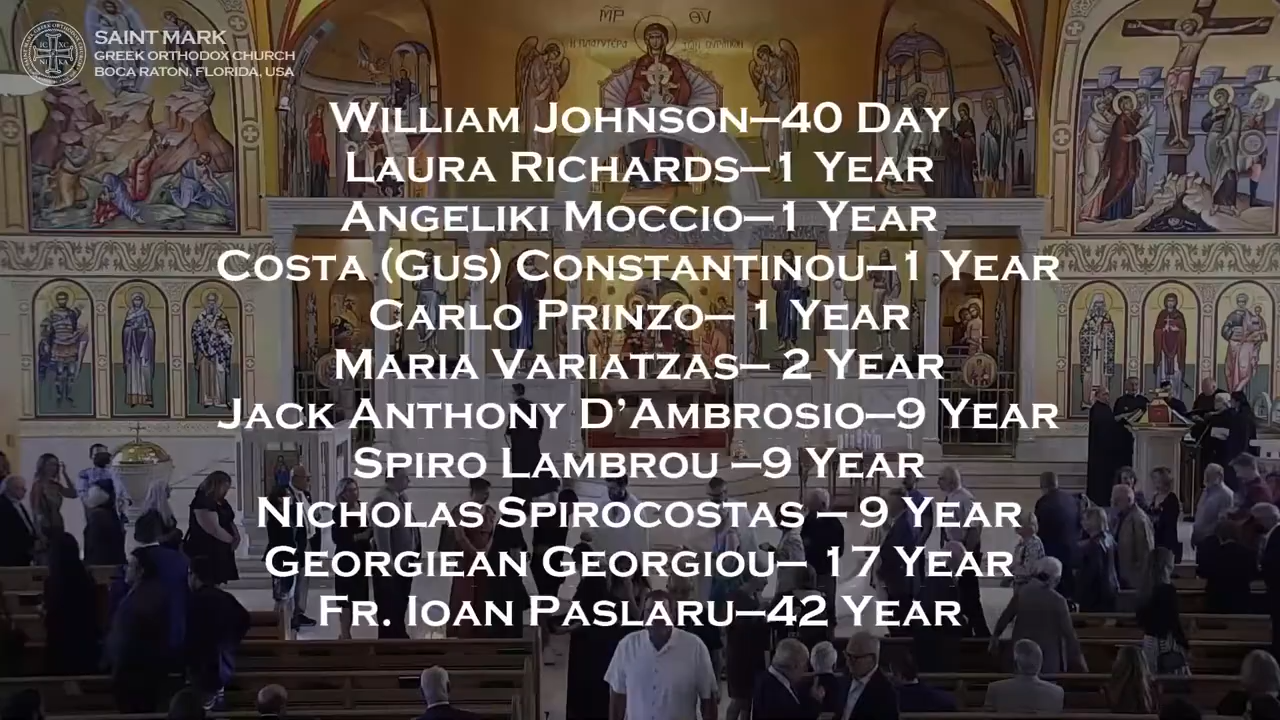 SAINT MARK
GREEK ORTHODOX CHURCH
BOCA RATON, FLORIDA, USA
ΜΡ ΘΥ
WILLIAM JOHNSON–40 DAY
LAURA RICHARDS–1 YEAR
ANGELIKI MOCCIO–1 YEAR
COSTA (GUS) CONSTANTINOU–1 YEAR
CARLO PRINZO– 1 YEAR
MARIA VARIATZAS– 2 YEAR
JACK ANTHONY D’AMBROSIO–9 YEAR
SPIRO LAMBROU –9 YEAR
NICHOLAS SPIROCOSTAS – 9 YEAR
GEORGIEAN GEORGIOU– 17 YEAR
FR. IOAN PASLARU–42 YEAR